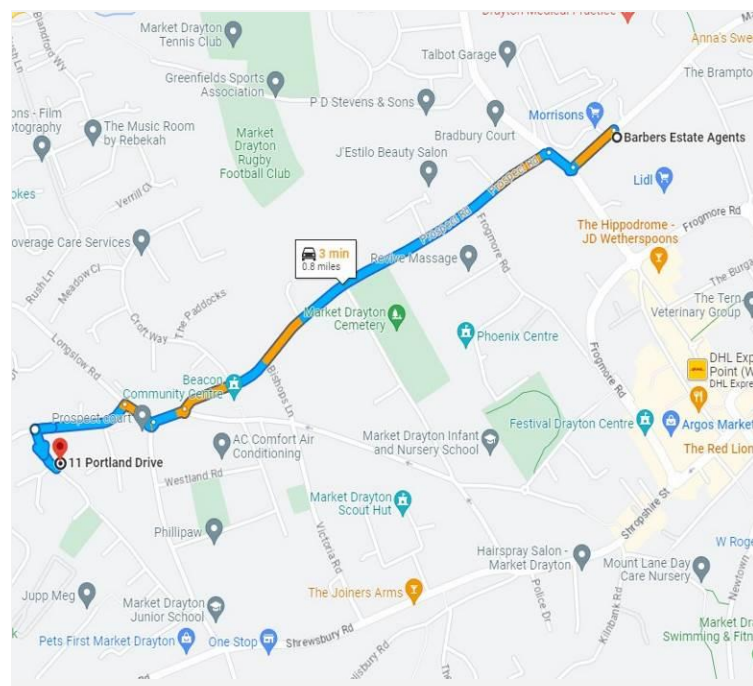 Drayton Medical Practice
Blandford Wy
Market Drayton
Tennis Club
Anna's Swe
Talbot Garage
The Brampto
Greenfields Sports
Association
P D Stevens & Sons
Morrisons
ons - Film
otography
The Music Room
by Rebekah
Market
Drayton
Rugby
Football Club
Bradbury Court
Barbers Estate Agents
J'Estilo Beauty Salon
Prospect Rd
Lidl
okes
Verrill Cl
Prospect Rd
Frogmore Rd
The Hippodrome -
JD Wetherspoons
overage Care Services
3 min
0.8 miles
Revive Massage
Frogmore Rd
Rush Ln
Meadow Cl
The Paddocks
The Burga
The Tern
Veterinary Group
Market Drayton
Cemetery
Croft Way
Phoenix Centre
Longslow Rd
Bishops Ln
Frogmore Rd
DHL Exp
Point (W
DHL Expre
Beacon
Community Centre
Prospect court
Festival Drayton Centre
Argos Market
AC Comfort Air
Conditioning
Market Drayton Infant
and Nursery School
The Red Lion
11 Portland Drive
Westland Rd
Market Drayton
Scout Hut
Shropshire St
Phillipaw
Victoria Rd
W Roge
Hairspray Salon -
Market Drayton
Mount Lane Day
Care Nursery
Newtown
Jupp Meg
The Joiners Arms
Police Dr
Kilnbank Rd
Market Drayton
Junior School
Market Dra
Swimming & Fitn
Pets First Market Drayton
One Stop
Shrewsbury Rd
The